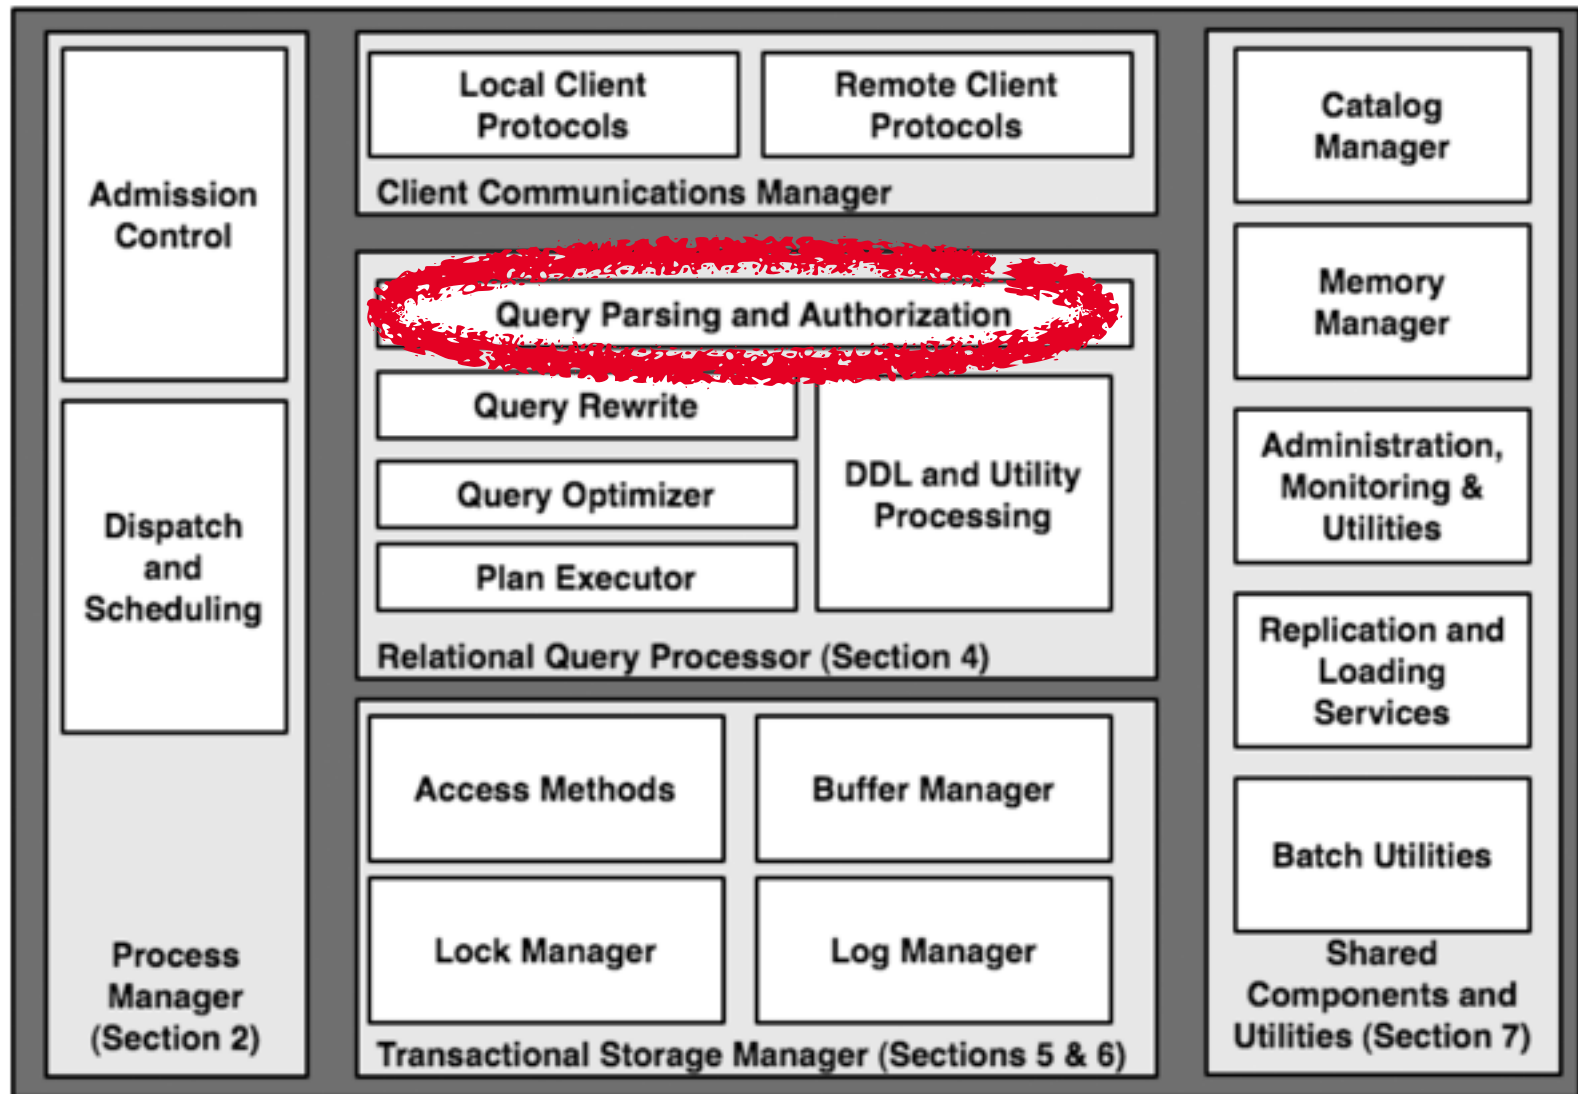 Admission
Control
Dispatch
and
Scheduling
Process
Manager
(Section 2)
Local Client
Protocols
Remote Client
Protocols
Client Communications Manager
Query Parsing and Authorization
Query Rewrite
Query Optimizer
Plan Executor
DDL and Utility
Processing
Relational Query Processor (Section 4)
Access Methods
Buffer Manager
Lock Manager
Log Manager
Transactional Storage Manager (Sections 5 & 6)
Catalog
Manager
Memory
Manager
Administration,
Monitoring &
Utilities
Replication and
Loading
Services
Batch Utilities
Shared
Components and
Utilities (Section 7)